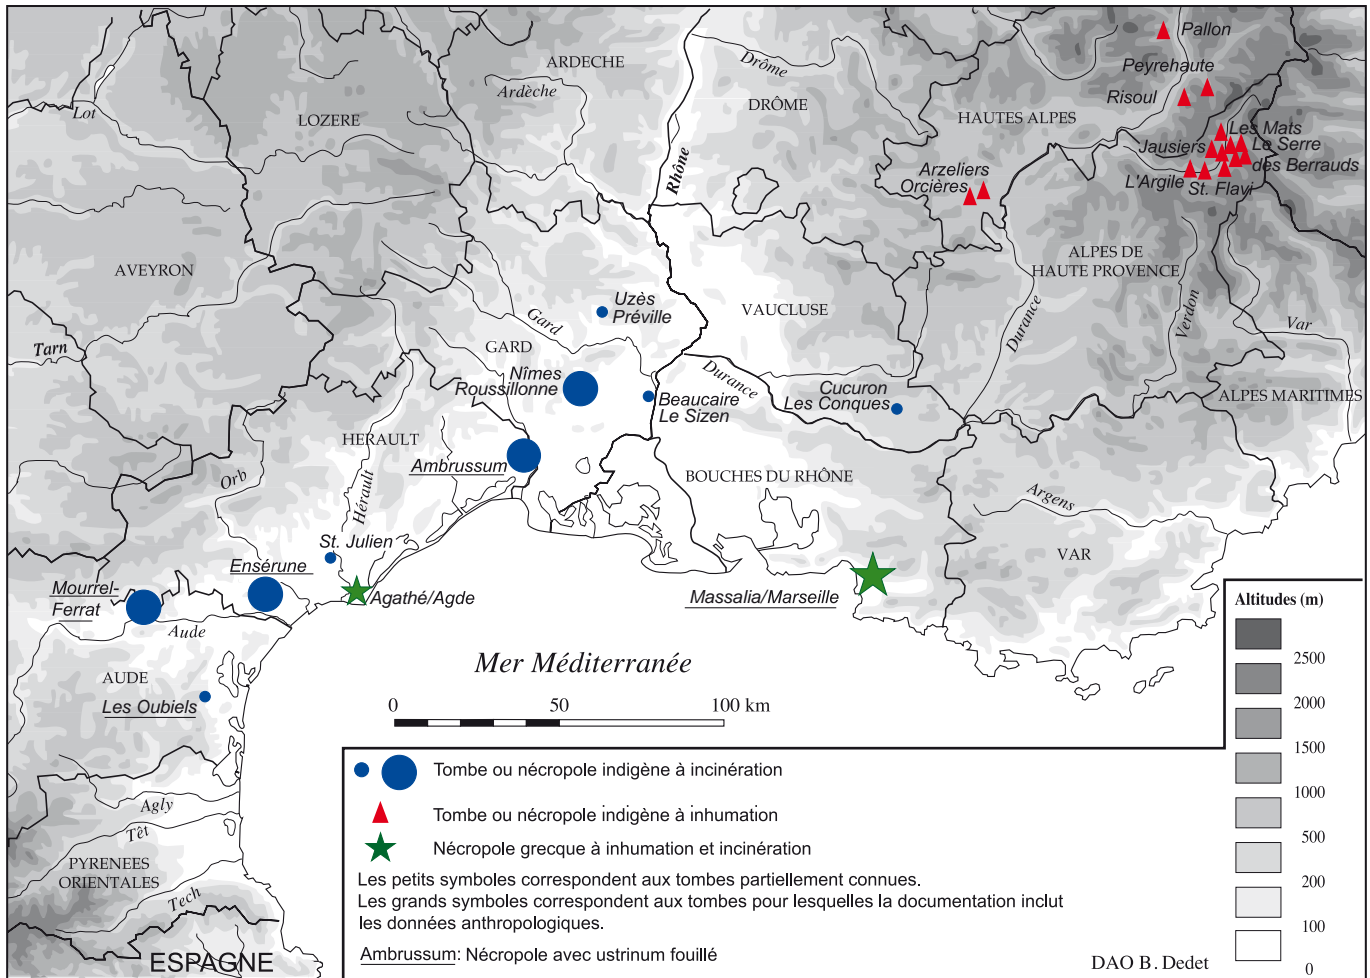 Pallon
Peyrehaute
Risoul
Les Mats
Jausiers
Le Serre
des Berrauds
L'Argile
St. Flavi
Arzeliers
Orcières
HAUTES ALPES
ARDECHE
Ardèche
Drôme
DRÔME
Lot
LOZERE
Rhône
AVEYRON
ALPES DE
HAUTE PROVENCE
Uzès
Préville
VAUCLUSE
Gard
GARD
Durance
Verdon
Var
Tarn
Nîmes
Roussillonne
Durance
Beaucaire
Le Sizen
Cucuron
Les Conques
ALPES MARITIMES
HERAULT
Ambrussum
Orb
Hérault
BOUCHES DU RHÔNE
Argens
VAR
St. Julien
Ensérune
Mourrel-
Ferrat
Agathé/Agde
Massalia/Marseille
Aude
AUDE
Les Oubiels
Mer Méditerranée
0 50 100 km
Agly
Têt
PYRENEES
ORIENTALES
Tech
ESPAGNE
Altitudes (m)
2500
2000
1500
1000
500
200
100
0
Tombe ou nécropole indigène à incinération
Tombe ou nécropole indigène à inhumation
Nécropole grecque à inhumation et incinération
Les petits symboles correspondent aux tombes partiellement connues.
Les grands symboles correspondent aux tombes pour lesquelles la documentation inclut
les données anthropologiques.
Ambrussum: Nécropole avec ustrinum fouillé
DAO B. Dedet